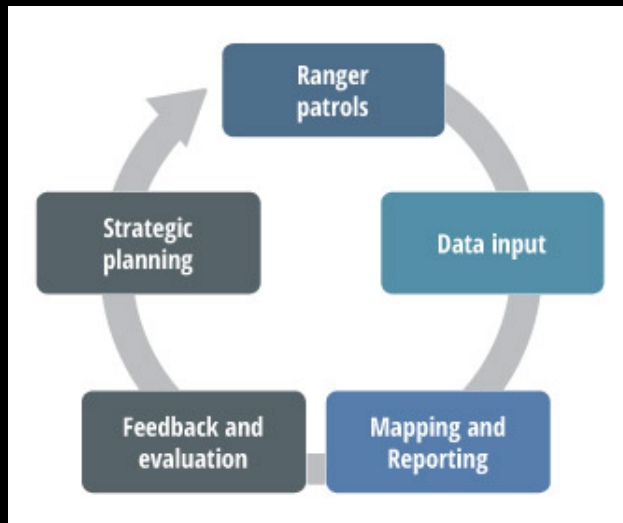 Ranger
patrols
Data input
Mapping and
Reporting
Feedback and
evaluation
Strategic
planning